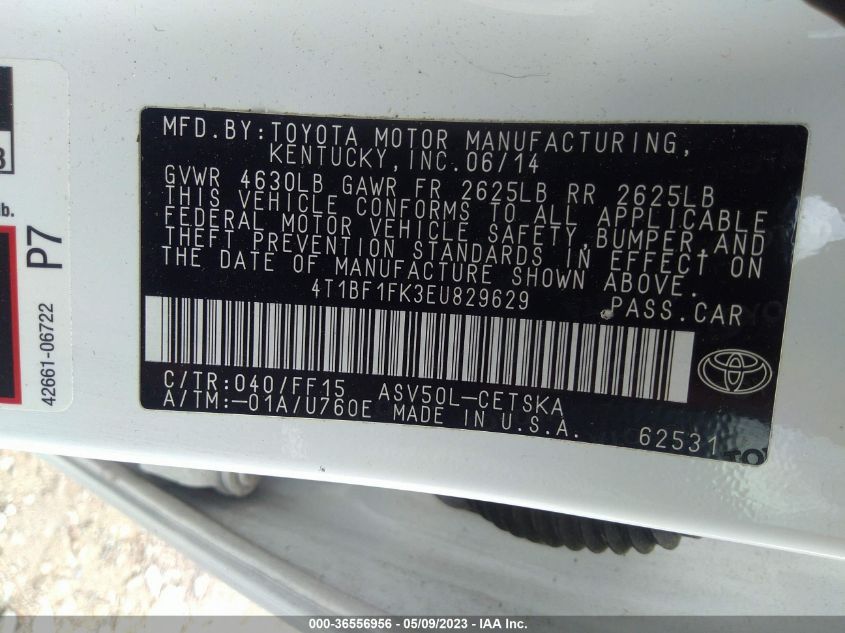 MFD.BY:TOYOTA MOTOR MANUFACTURING,
KENTUCKY,INC.06/14
GVWR 4630LB GAWR FR 2625LB RR 2625LB
THIS VEHICLE CONFORMS TO ALL APPLICABLE
FEDERAL MOTOR VEHICLE SAFETY,BUMPER,AND
THEFT PREVENTION STANDARDS IN EFFECT ON
THE DATE OF MANUFACTURE SHOWN ABOVE.
4T1BF1FK3EU829629
PASS.CAR
C/TR:040/FF15 ASV50L-CETSKA
A/TM:-01A/U760E MADE IN U.S.A.
62531
P7
42661-06722
lb.
000-36556956 - 05/09/2023 - IAA Inc.